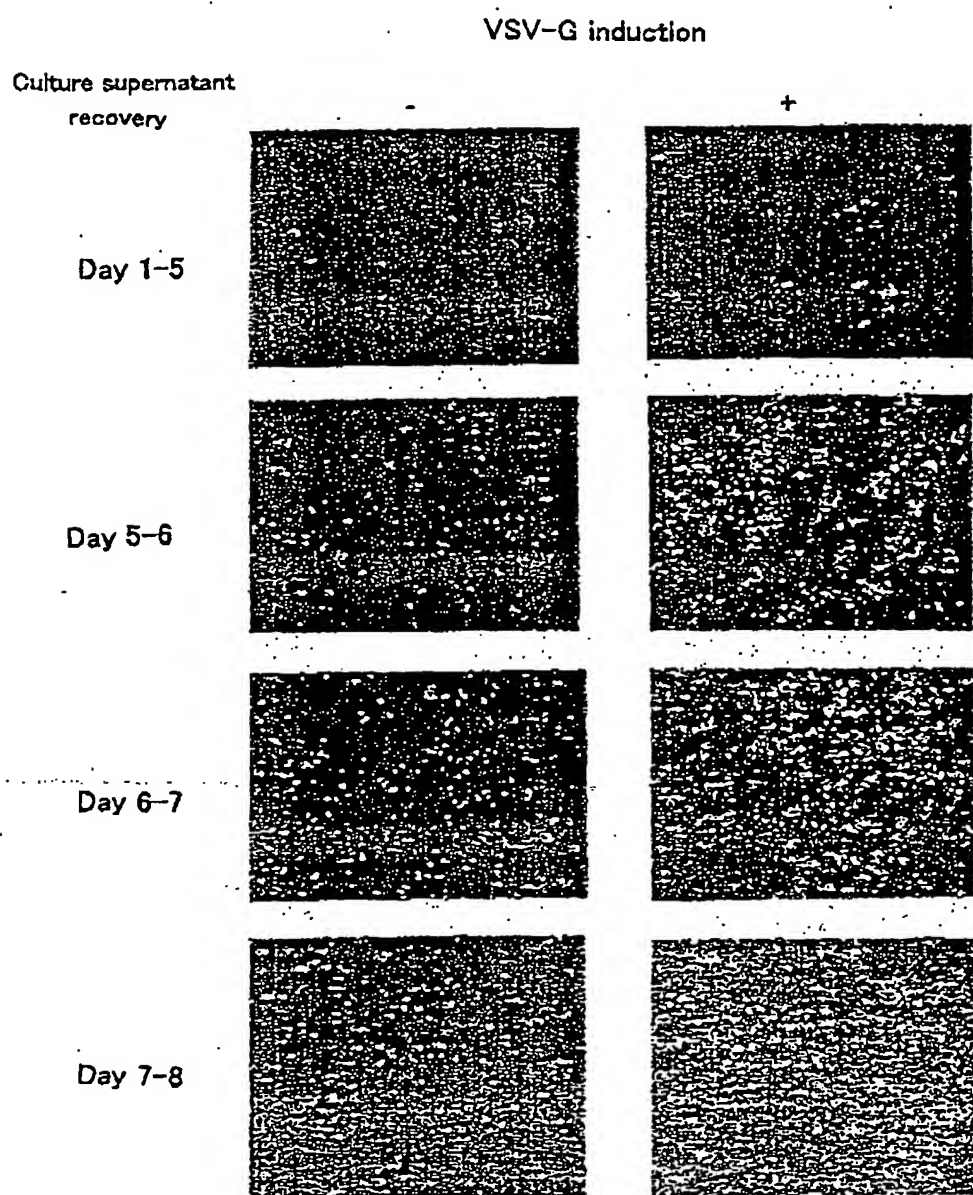 VSV-G induction
Culture supernatant
recovery
- +
Day 1-5
Day 5-6
Day 6-7
Day 7-8